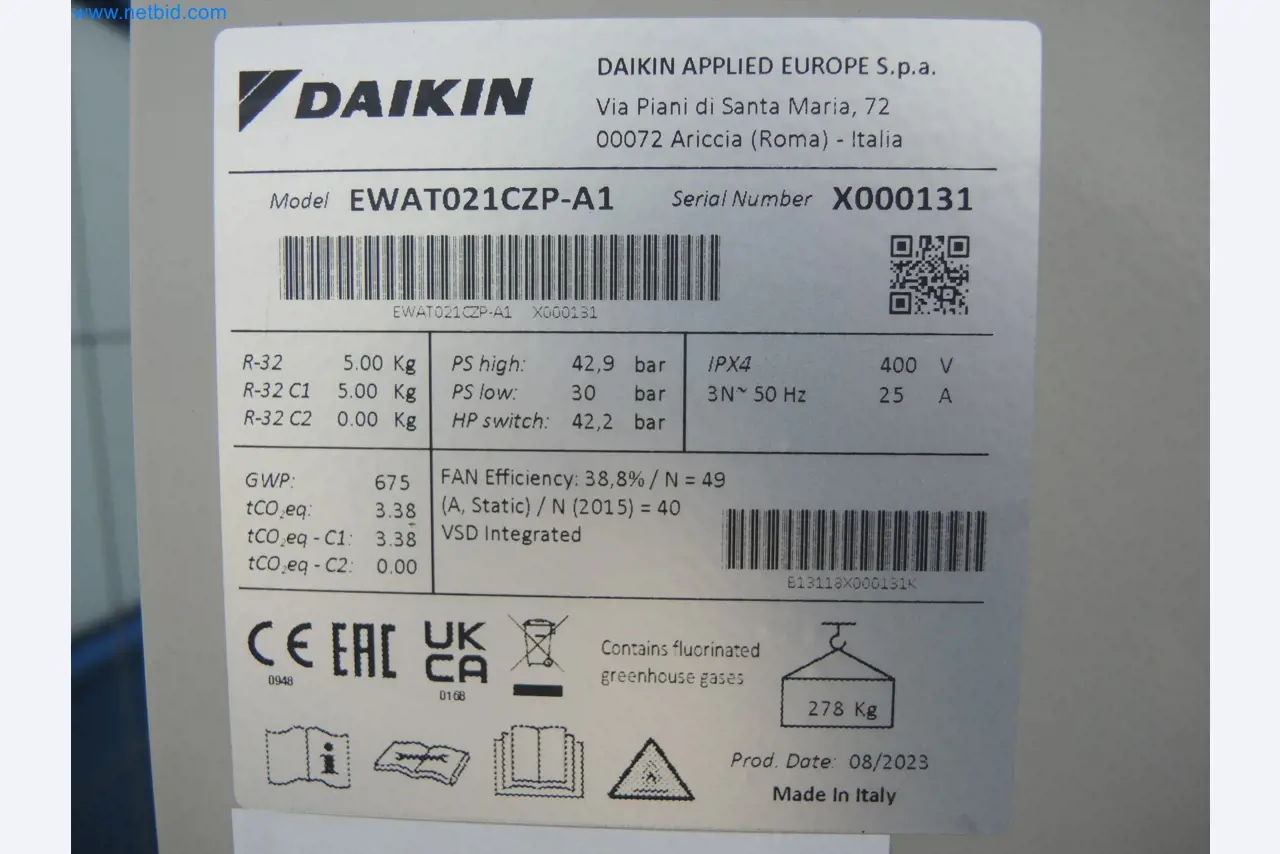 www.netbid.com
DAIKIN
DAIKIN APPLIED EUROPE S.p.a.
Via Piani di Santa Maria, 72
00072 Ariccia (Roma) - Italia
Model EWAT021CZP-A1 Serial Number X000131
EWAT021CZP-A1 X000131
R-32 5.00 Kg
R-32 C1 5.00 Kg
R-32 C2 0.00 Kg
PS high: 42,9 bar
PS low: 30 bar
HP switch: 42,2 bar
IPX4 400 V
3N~ 50 Hz 25 A
GWP: 675
tCO₂eq: 3.38
tCO₂eq - C1: 3.38
tCO₂eq - C2: 0.00
FAN Efficiency: 38,8% / N = 49
(A, Static) / N (2015) = 40
VSD Integrated
B13118X000131K
CE
0948
EAC
UK
CA
0168
Contains fluorinated
greenhouse gases
278 Kg
i
Prod. Date: 08/2023
Made In Italy